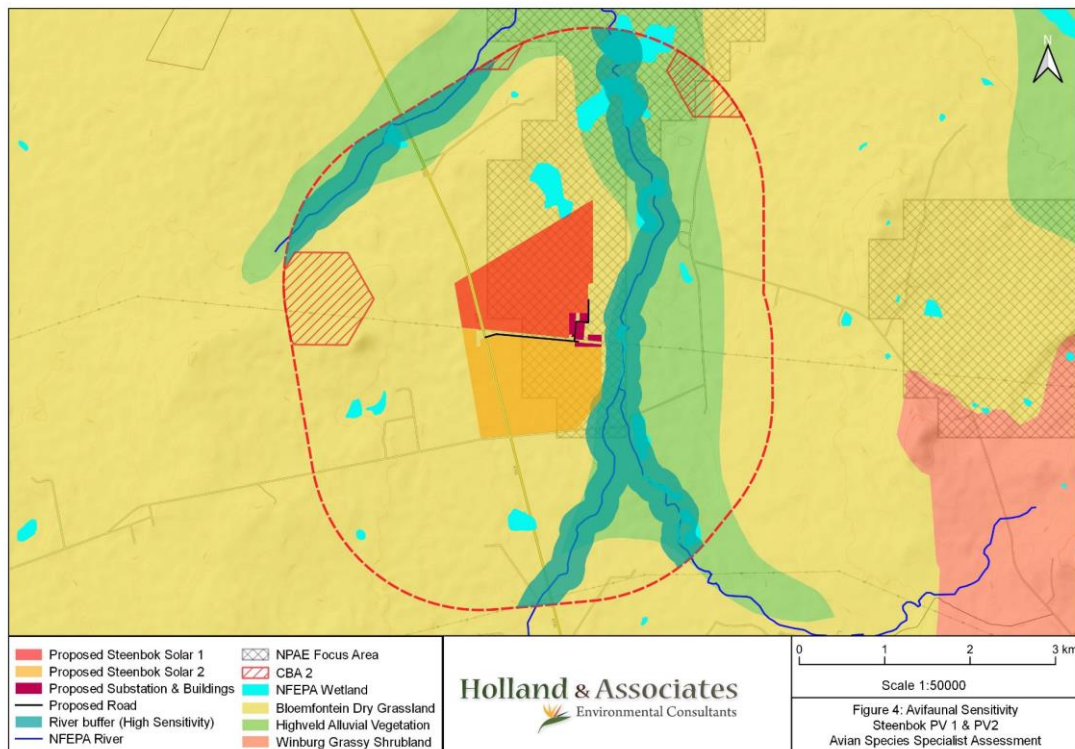 N
Proposed Steenbok Solar 1
Proposed Steenbok Solar 2
Proposed Substation & Buildings
Proposed Road
River buffer (High Sensitivity)
NFEPA River
NPAE Focus Area
CBA 2
NFEPA Wetland
Bloemfontein Dry Grassland
Highveld Alluvial Vegetation
Winburg Grassy Shrubland
Holland & Associates
Environmental Consultants
0 1 2 3 km
Scale 1:50000
Figure 4: Avifaunal Sensitivity
Steenbok PV 1 & PV2
Avian Species Specialist Assessment